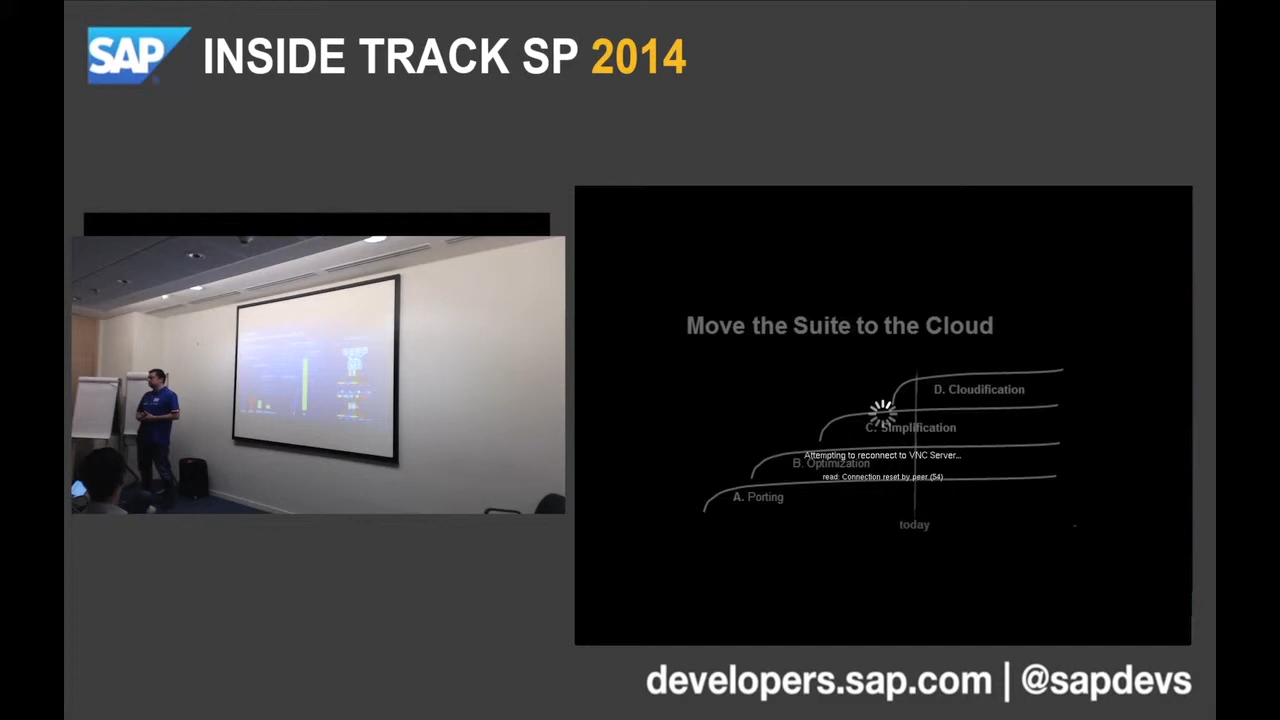 SAP INSIDE TRACK SP 2014
Move the Suite to the Cloud
D. Cloudification
C. Simplification
Attempting to reconnect to VNC Server...
B. Optimization
read: Connection reset by peer (54)
A. Porting
today
developers.sap.com | @sapdevs